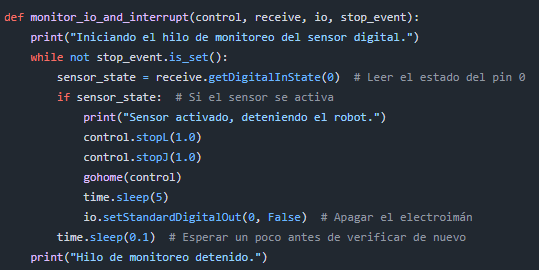 def monitor_io_and_interrupt(control, receive, io, stop_event):
    print("Iniciando el hilo de monitoreo del sensor digital.")
    while not stop_event.is_set():
        sensor_state = receive.getDigitalInState(0)  # Leer el estado del pin 0
        if sensor_state:  # Si el sensor se activa
            print("Sensor activado, deteniendo el robot.")
            control.stopL(1.0)
            control.stopJ(1.0)
            gohome(control)
            time.sleep(5)
            io.setStandardDigitalOut(0, False)  # Apagar el electroimán
        time.sleep(0.1)  # Esperar un poco antes de verificar de nuevo
    print("Hilo de monitoreo detenido.")